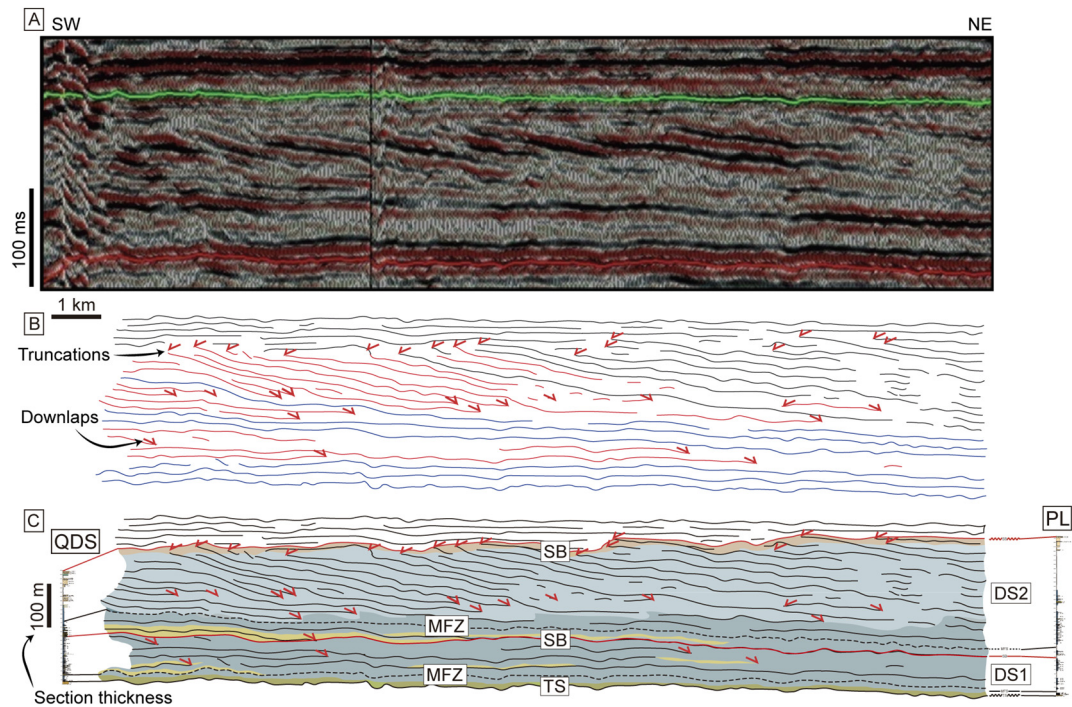 A
SW
NE
100 ms
1 km
B
Truncations
Downlaps
C
QDS
PL
SB
100 m
DS2
MFZ
SB
MFZ
DS1
TS
Section thickness